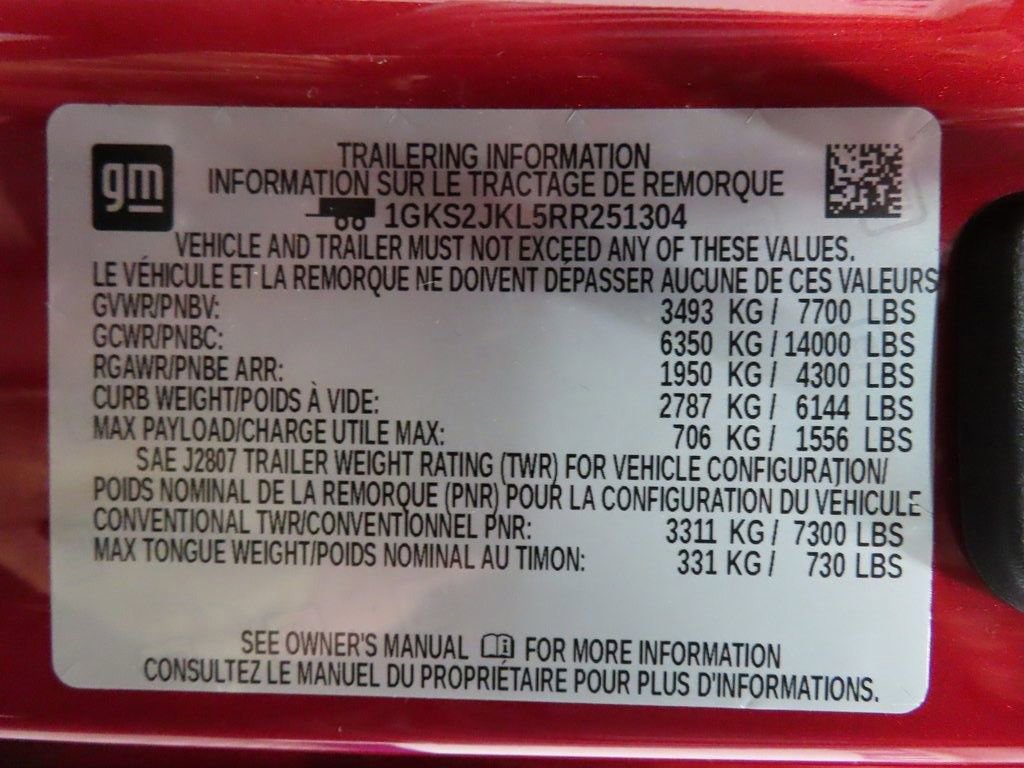 gm
TRAILERING INFORMATION
INFORMATION SUR LE TRACTAGE DE REMORQUE
1GKS2JKL5RR251304
VEHICLE AND TRAILER MUST NOT EXCEED ANY OF THESE VALUES.
LE VÉHICULE ET LA REMORQUE NE DOIVENT DÉPASSER AUCUNE DE CES VALEURS
GVWR/PNBV: 3493 KG / 7700 LBS
GCWR/PNBC: 6350 KG / 14000 LBS
RGAWR/PNBE ARR: 1950 KG / 4300 LBS
CURB WEIGHT/POIDS À VIDE: 2787 KG / 6144 LBS
MAX PAYLOAD/CHARGE UTILE MAX: 706 KG / 1556 LBS
SAE J2807 TRAILER WEIGHT RATING (TWR) FOR VEHICLE CONFIGURATION/
POIDS NOMINAL DE LA REMORQUE (PNR) POUR LA CONFIGURATION DU VÉHICULE
CONVENTIONAL TWR/CONVENTIONNEL PNR: 3311 KG / 7300 LBS
MAX TONGUE WEIGHT/POIDS NOMINAL AU TIMON: 331 KG / 730 LBS
SEE OWNER'S MANUAL FOR MORE INFORMATION
CONSULTEZ LE MANUEL DU PROPRIÉTAIRE POUR PLUS D'INFORMATIONS.